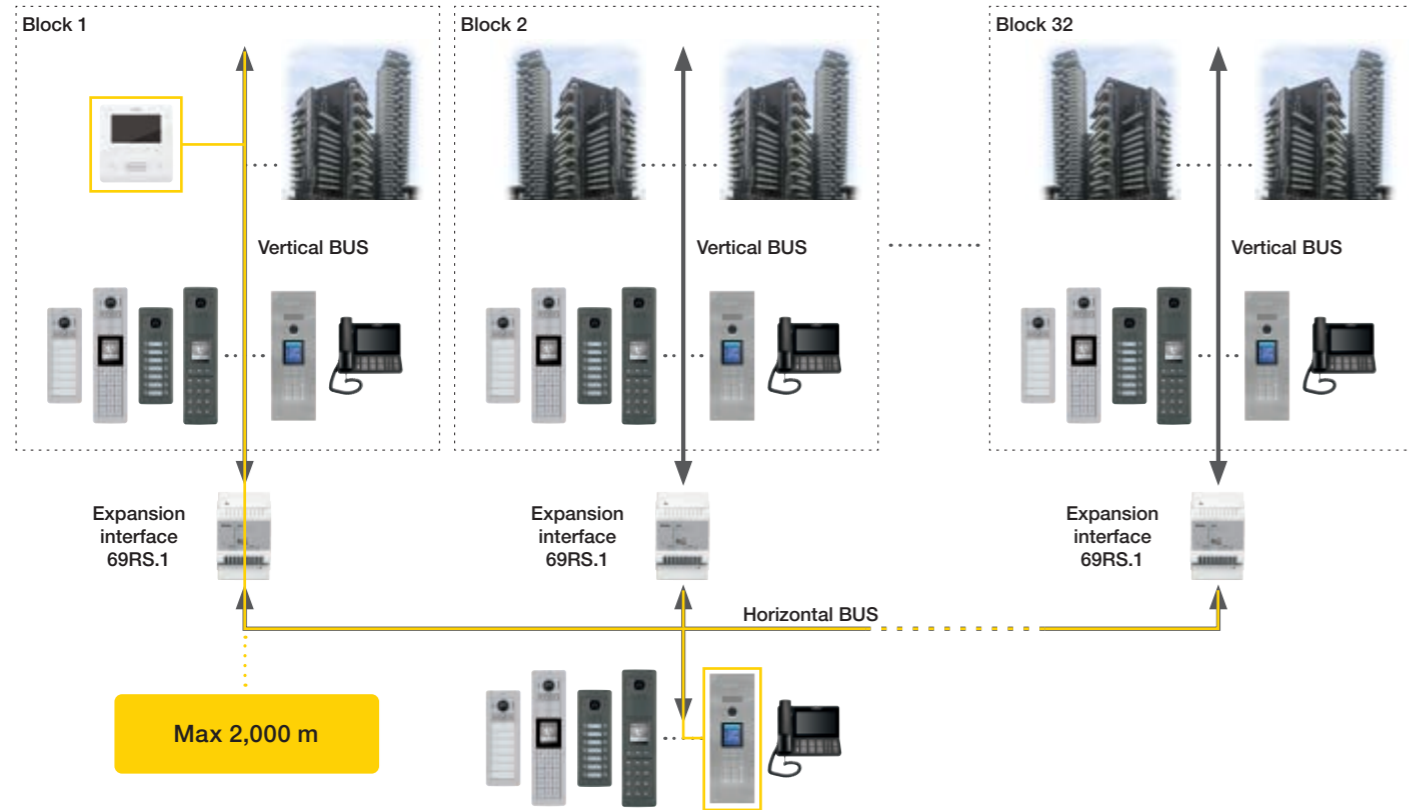 Block 1
Block 2
Block 32
Vertical BUS
Vertical BUS
Vertical BUS
Expansion
interface
69RS.1
Expansion
interface
69RS.1
Expansion
interface
69RS.1
Horizontal BUS
Max 2,000 m